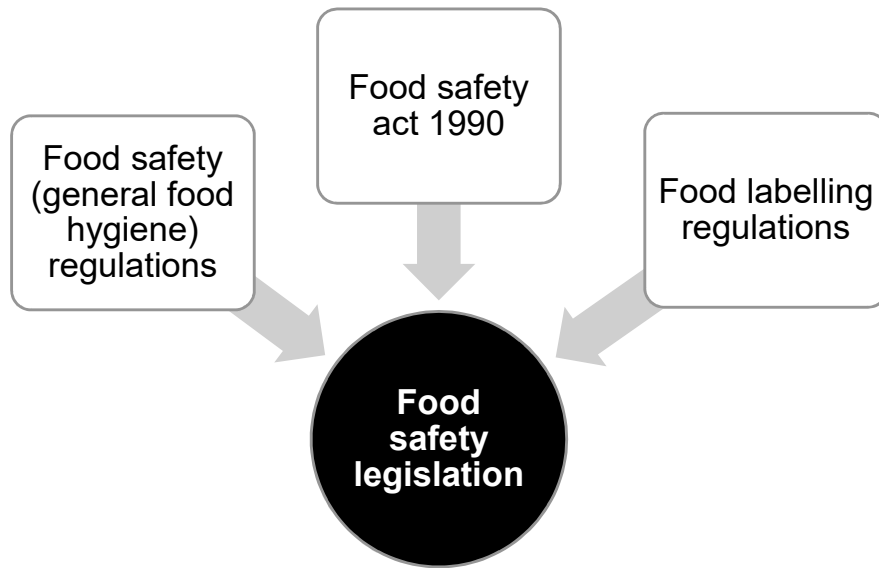 Food safety
(general food
hygiene)
regulations
Food safety
act 1990
Food labelling
regulations
Food
safety
legislation